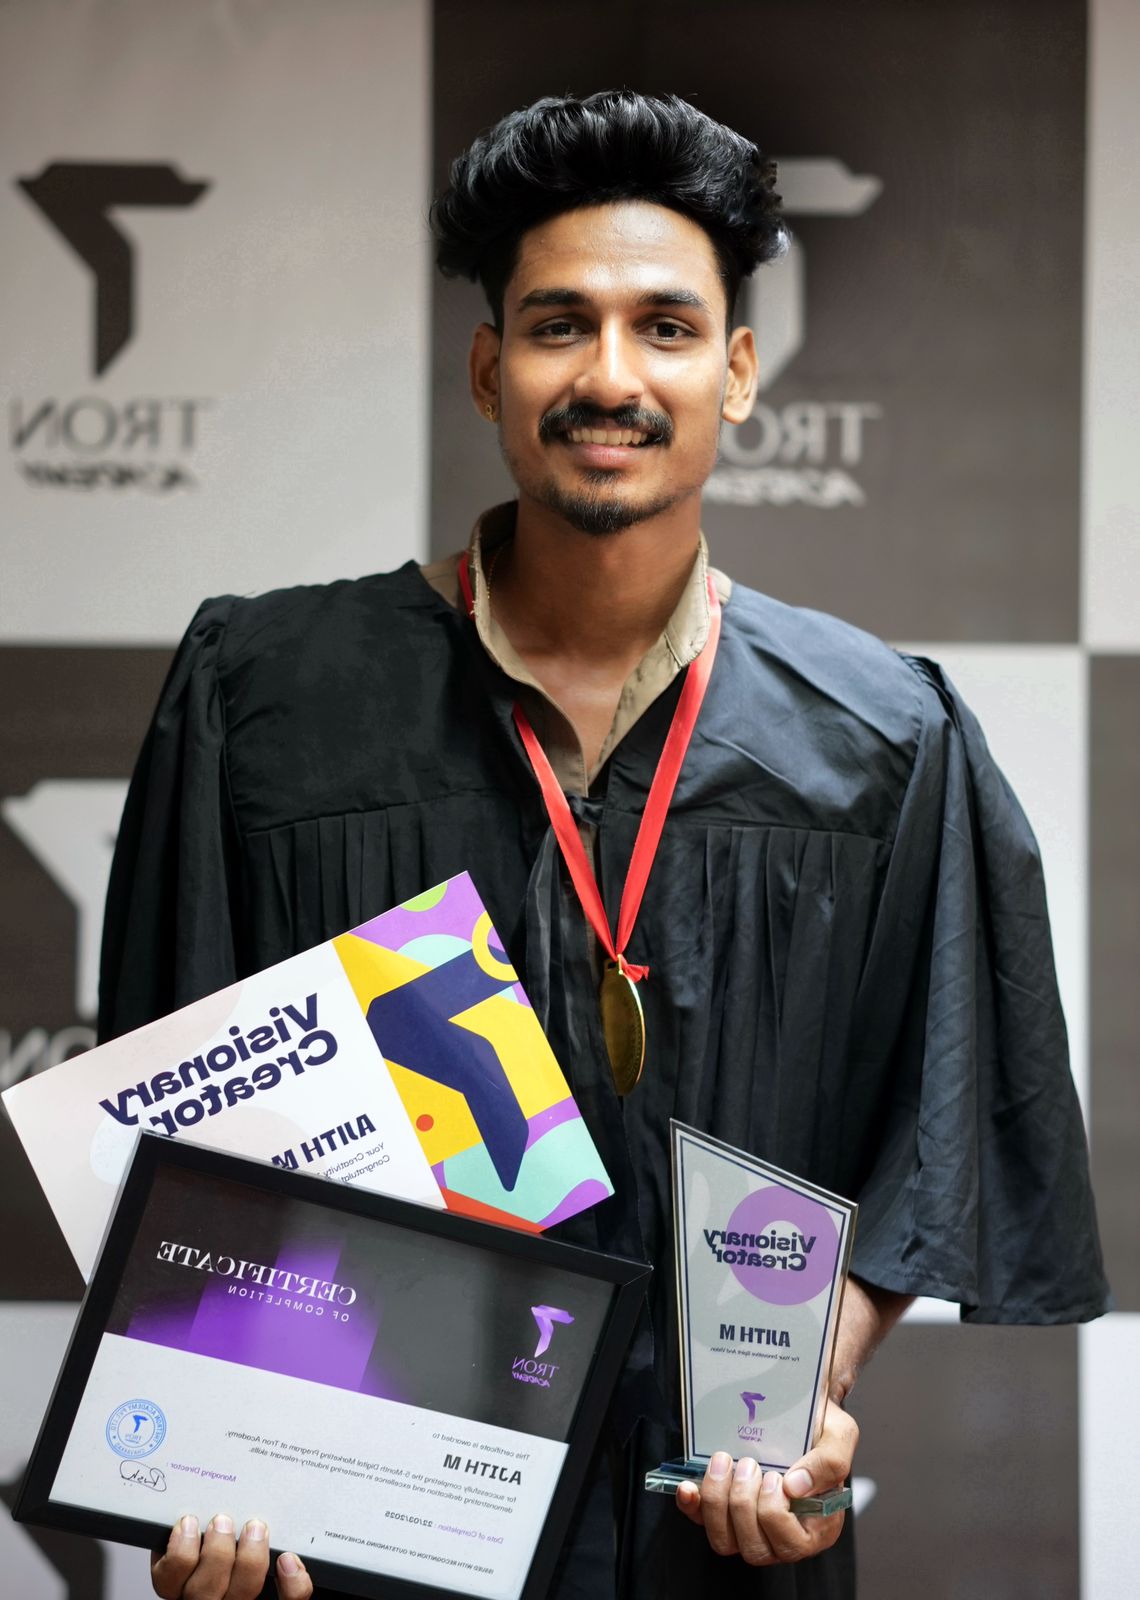 TRON
ACADEMY
TRON
ACADEMY
Visionary
Creator
AJITH M
Your Creativity
Congratulat
CERTIFICATE
OF COMPLETION
TRON
ACADEMY
This certificate is awarded to
AJITH M
for successfully completing the 5-Month Digital Marketing Program at Tron Academy,
demonstrating dedication and excellence in mastering industry-relevant skills.
Date of Completion : 22/03/2025
Managing Director :
ISSUED WITH RECOGNITION OF OUTSTANDING ACHIEVEMENT
Visionary
Creator
AJITH M
For Your Innovative Spirit And Vision
TRON
ACADEMY